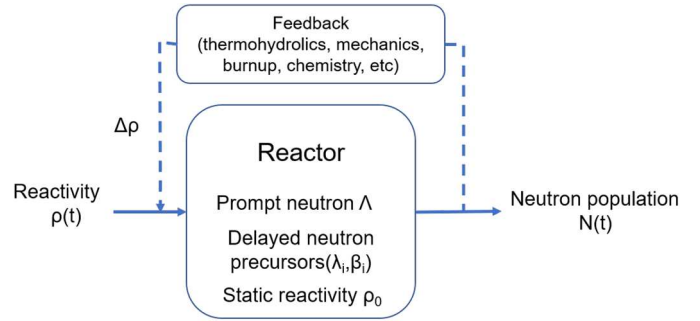 Feedback
(thermohydrolics, mechanics,
burnup, chemistry, etc)
Δρ
Reactor
Reactivity
ρ(t)
Prompt neutron Λ
Delayed neutron
precursors(λᵢ,βᵢ)
Static reactivity ρ₀
Neutron population
N(t)